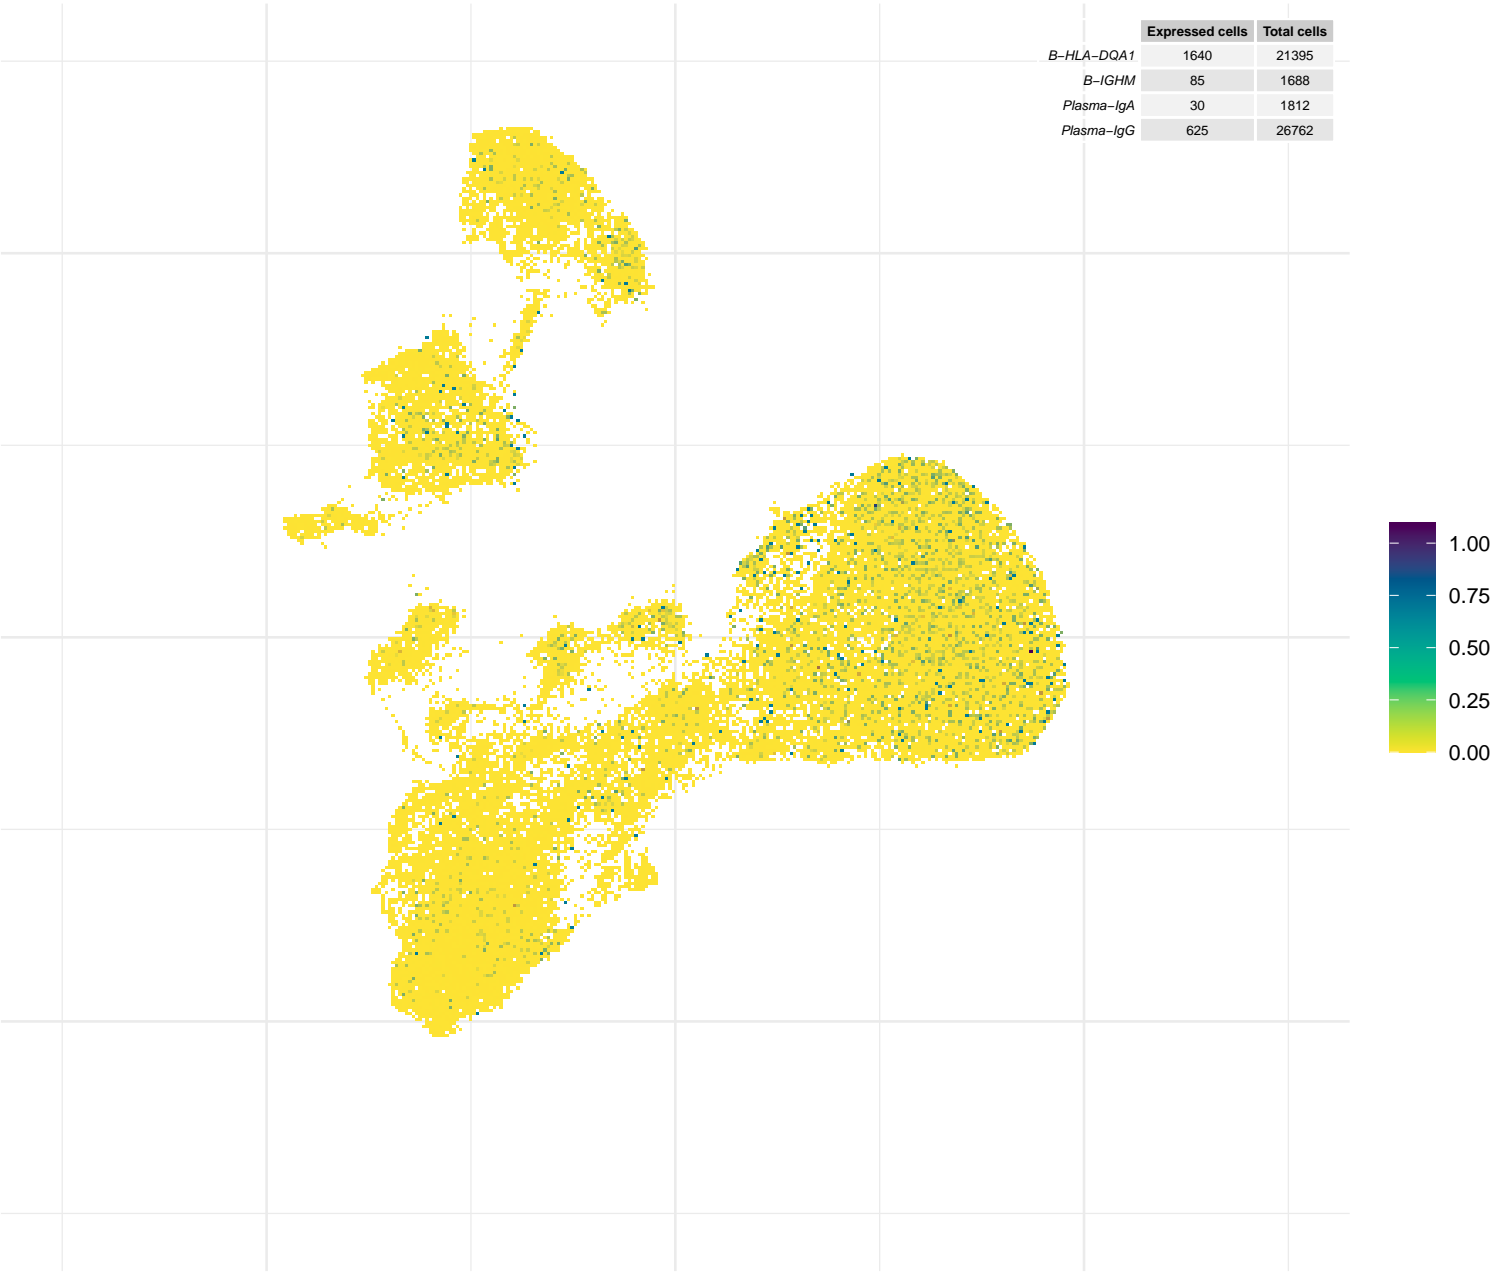 Expressed cells Total cells
B−HLA−DQA1 1640 21395
B−IGHM 85 1688
Plasma−IgA 30 1812
Plasma−IgG 625 26762
1.00
0.75
0.50
0.25
0.00